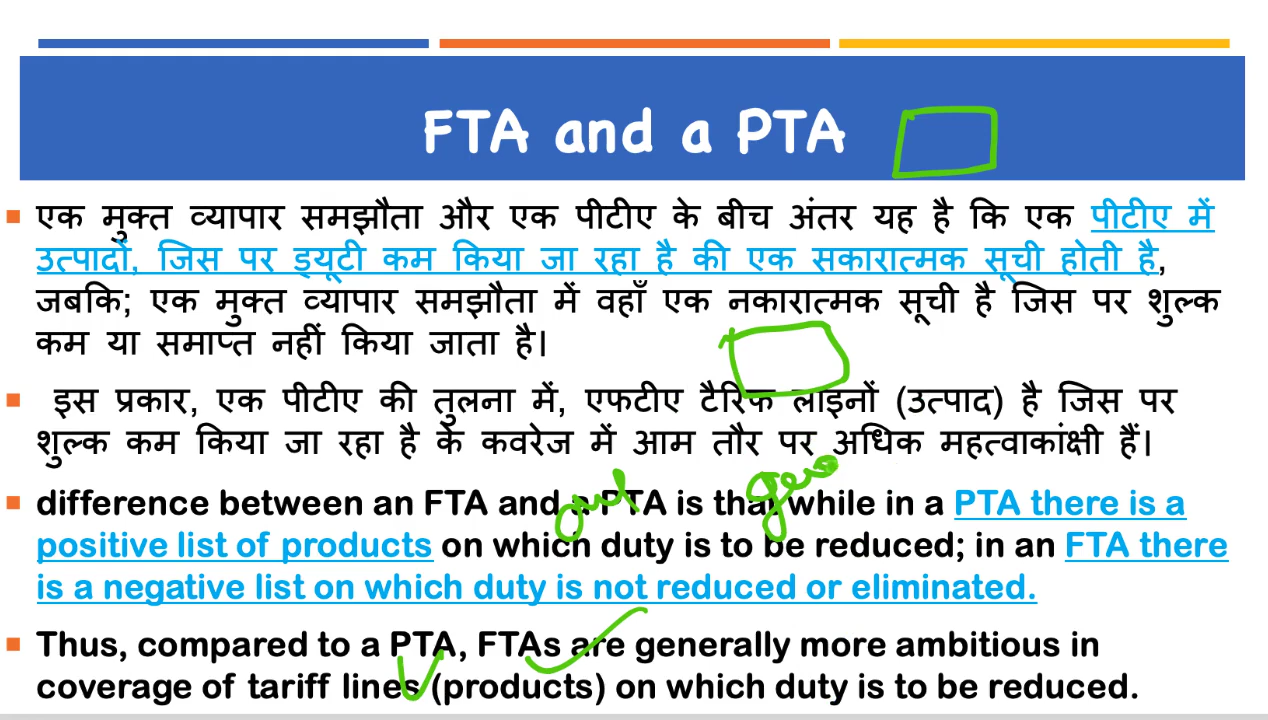 FTA and a PTA
एक मुक्त व्यापार समझौता और एक पीटीए के बीच अंतर यह है कि एक पीटीए में
उत्पादों, जिस पर ड्यूटी कम किया जा रहा है की एक सकारात्मक सूची होती है,
जबकि; एक मुक्त व्यापार समझौता में वहाँ एक नकारात्मक सूची है जिस पर शुल्क
कम या समाप्त नहीं किया जाता है।
इस प्रकार, एक पीटीए की तुलना में, एफटीए टैरिफ लाइनों (उत्पाद) है जिस पर
शुल्क कम किया जा रहा है के कवरेज में आम तौर पर अधिक महत्वाकांक्षी हैं।
difference between an FTA and a PTA is that while in a PTA there is a
positive list of products on which duty is to be reduced; in an FTA there
is a negative list on which duty is not reduced or eliminated.
Thus, compared to a PTA, FTAs are generally more ambitious in
coverage of tariff lines (products) on which duty is to be reduced.